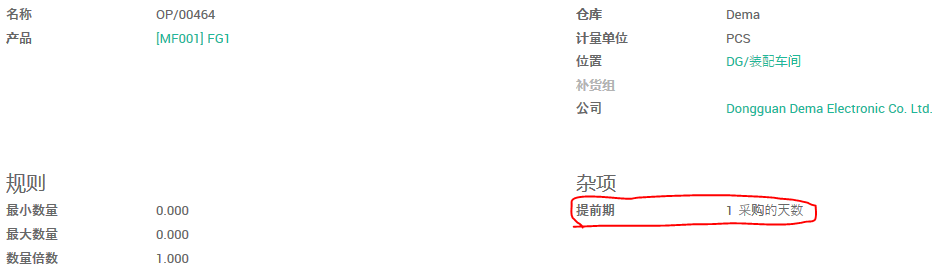 名称 OP/00464
产品 [MF001] FG1
仓库 Dema
计量单位 PCS
位置 DG/装配车间
补货组
公司 Dongguan Dema Electronic Co. Ltd.
规则
最小数量 0.000
最大数量 0.000
数量倍数 1.000
杂项
提前期 1 采购的天数